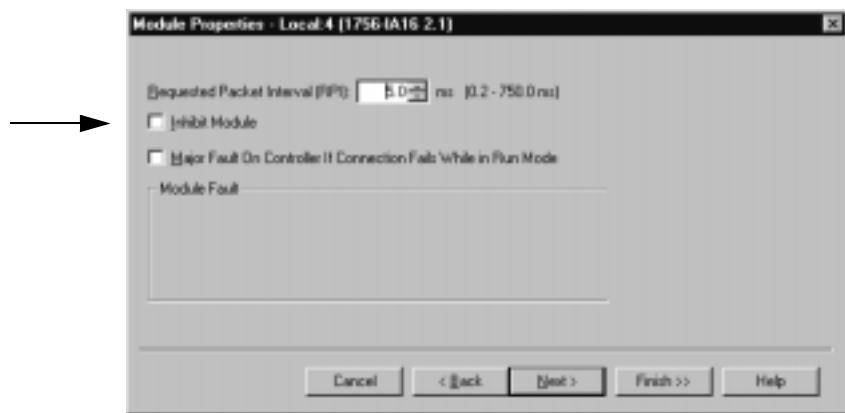 Module Properties - Local:4 (1756-IA16 2.1)
Requested Packet Interval (RPI): 5.0 ms (0.2 - 750.0 ms)
Inhibit Module
Major Fault On Controller If Connection Fails While in Run Mode
Module Fault
Cancel < Back Next > Finish >> Help